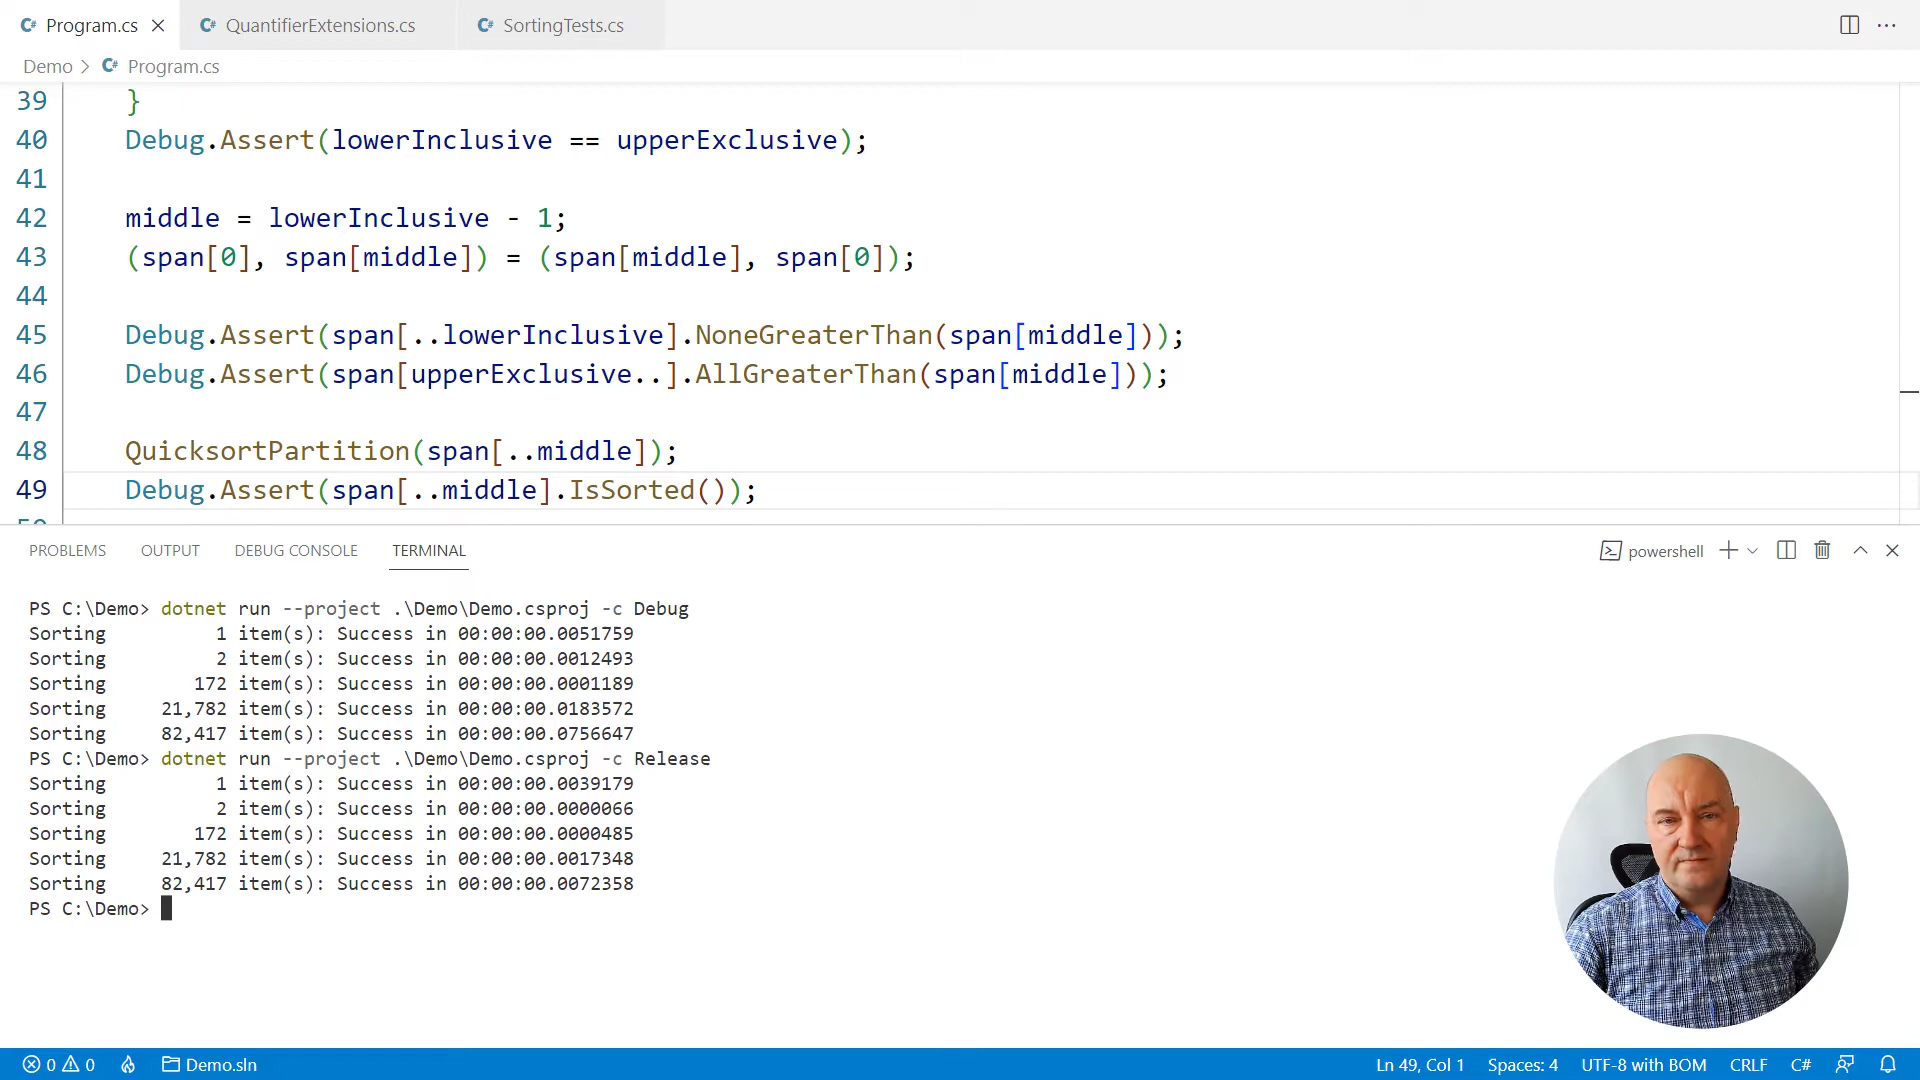 Program.cs
QuantifierExtensions.cs
SortingTests.cs
Demo
Program.cs
39 }
40 Debug.Assert(lowerInclusive == upperExclusive);
41
42 middle = lowerInclusive - 1;
43 (span[0], span[middle]) = (span[middle], span[0]);
44
45 Debug.Assert(span[..lowerInclusive].NoneGreaterThan(span[middle]));
46 Debug.Assert(span[upperExclusive..].AllGreaterThan(span[middle]));
47
48 QuicksortPartition(span[..middle]);
49 Debug.Assert(span[..middle].IsSorted());
50
PROBLEMS OUTPUT DEBUG CONSOLE TERMINAL
powershell
PS C:\Demo> dotnet run --project .\Demo\Demo.csproj -c Debug
Sorting 1 item(s): Success in 00:00:00.0051759
Sorting 2 item(s): Success in 00:00:00.0012493
Sorting 172 item(s): Success in 00:00:00.0001189
Sorting 21,782 item(s): Success in 00:00:00.0183572
Sorting 82,417 item(s): Success in 00:00:00.0756647
PS C:\Demo> dotnet run --project .\Demo\Demo.csproj -c Release
Sorting 1 item(s): Success in 00:00:00.0039179
Sorting 2 item(s): Success in 00:00:00.0000066
Sorting 172 item(s): Success in 00:00:00.0000485
Sorting 21,782 item(s): Success in 00:00:00.0017348
Sorting 82,417 item(s): Success in 00:00:00.0072358
PS C:\Demo>
0 0 Demo.sln Ln 49, Col 1 Spaces: 4 UTF-8 with BOM CRLF C#